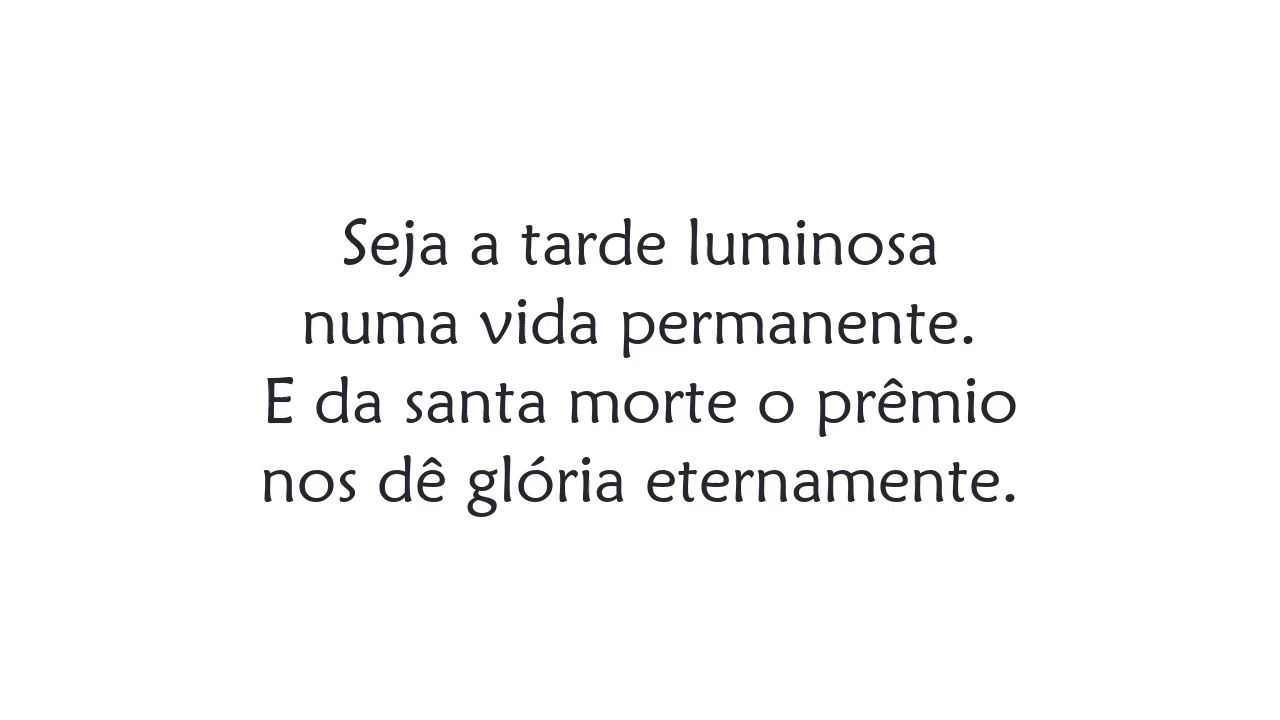 Seja a tarde luminosa
numa vida permanente.
E da santa morte o prêmio
nos dê glória eternamente.